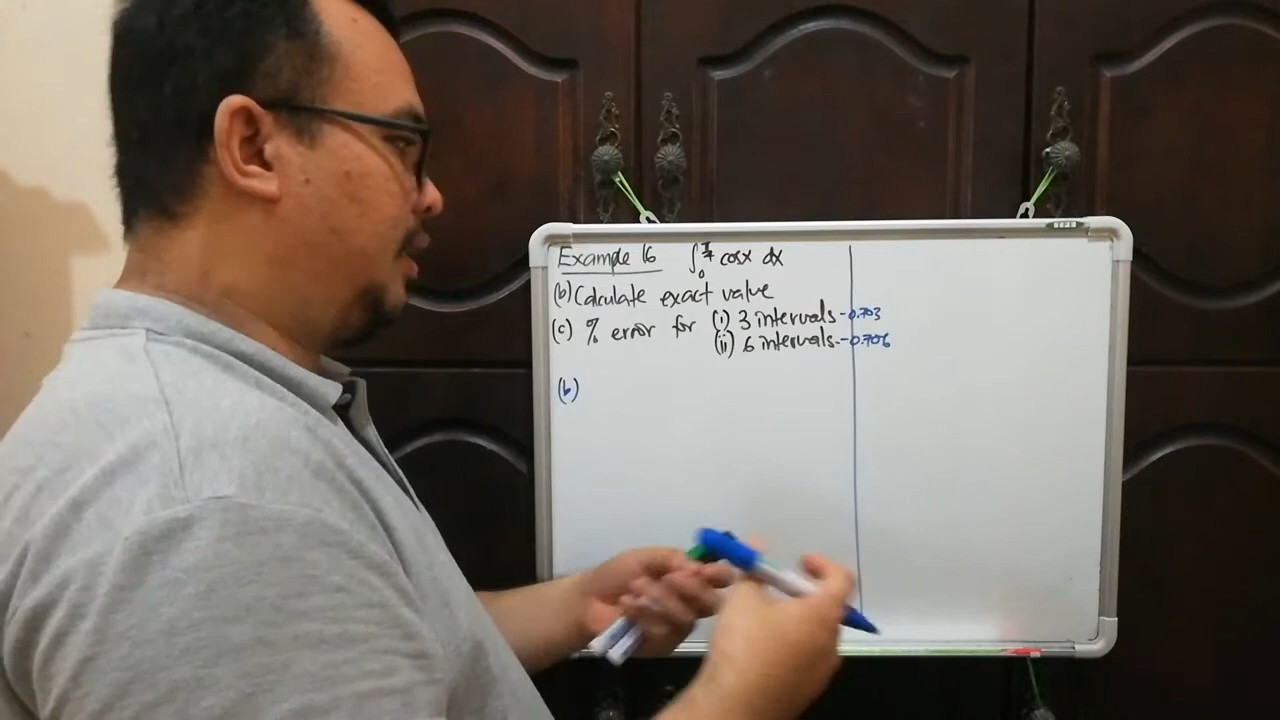 Example 16 ∫₀^(π/4) cosx dx
(b) Calculate exact value
(c) % error for (i) 3 intervals - 0.703
(ii) 6 intervals - 0.706
(b)